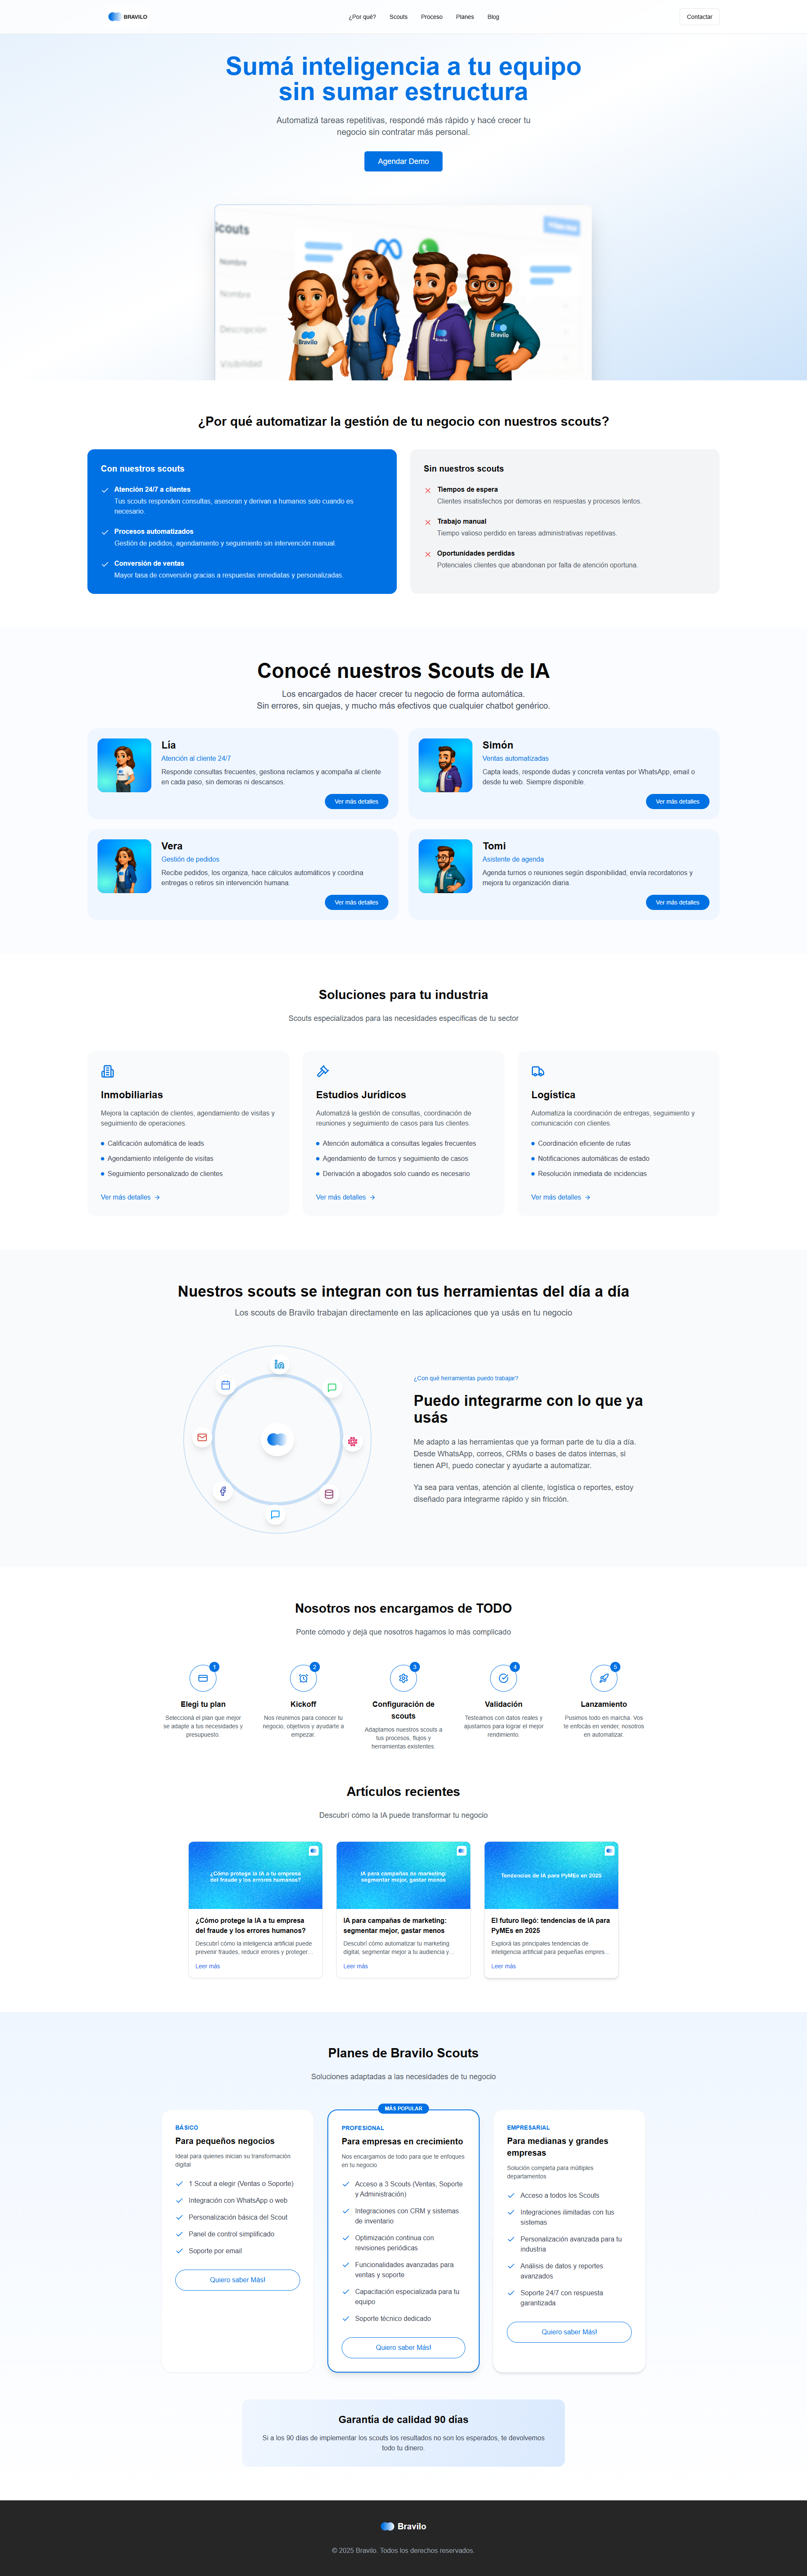 BRAVILO
¿Por qué?
Scouts
Proceso
Planes
Blog
Contactar
Sumá inteligencia a tu equipo
sin sumar estructura
Automatizá tareas repetitivas, respondé más rápido y hacé crecer tu
negocio sin contratar más personal.
Agendar Demo
Scouts
Nombre
Nombre
Descripción
Visibilidad
Bravilo
Bravilo
¿Por qué automatizar la gestión de tu negocio con nuestros scouts?
Con nuestros scouts
Atención 24/7 a clientes
Tus scouts responden consultas, asesoran y derivan a humanos solo cuando es
necesario.
Procesos automatizados
Gestión de pedidos, agendamiento y seguimiento sin intervención manual.
Conversión de ventas
Mayor tasa de conversión gracias a respuestas inmediatas y personalizadas.
Sin nuestros scouts
Tiempos de espera
Clientes insatisfechos por demoras en respuestas y procesos lentos.
Trabajo manual
Tiempo valioso perdido en tareas administrativas repetitivas.
Oportunidades perdidas
Potenciales clientes que abandonan por falta de atención oportuna.
Conocé nuestros Scouts de IA
Los encargados de hacer crecer tu negocio de forma automática.
Sin errores, sin quejas, y mucho más efectivos que cualquier chatbot genérico.
Lía
Atención al cliente 24/7
Responde consultas frecuentes, gestiona reclamos y acompaña al cliente
en cada paso, sin demoras ni descansos.
Ver más detalles
Simón
Ventas automatizadas
Capta leads, responde dudas y concreta ventas por WhatsApp, email o
desde tu web. Siempre disponible.
Ver más detalles
Vera
Gestión de pedidos
Recibe pedidos, los organiza, hace cálculos automáticos y coordina
entregas o retiros sin intervención humana.
Ver más detalles
Tomi
Asistente de agenda
Agenda turnos o reuniones según disponibilidad, envía recordatorios y
mejora tu organización diaria.
Ver más detalles
Soluciones para tu industria
Scouts especializados para las necesidades específicas de tu sector
Inmobiliarias
Mejora la captación de clientes, agendamiento de visitas y
seguimiento de operaciones.
Calificación automática de leads
Agendamiento inteligente de visitas
Seguimiento personalizado de clientes
Ver más detalles
Estudios Jurídicos
Automatizá la gestión de consultas, coordinación de
reuniones y seguimiento de casos para tus clientes.
Atención automática a consultas legales frecuentes
Agendamiento de turnos y seguimiento de casos
Derivación a abogados solo cuando es necesario
Ver más detalles
Logística
Automatiza la coordinación de entregas, seguimiento y
comunicación con clientes.
Coordinación eficiente de rutas
Notificaciones automáticas de estado
Resolución inmediata de incidencias
Ver más detalles
Nuestros scouts se integran con tus herramientas del día a día
Los scouts de Bravilo trabajan directamente en las aplicaciones que ya usás en tu negocio
¿Con qué herramientas puedo trabajar?
Puedo integrarme con lo que ya
usás
Me adapto a las herramientas que ya forman parte de tu día a día.
Desde WhatsApp, correos, CRMs o bases de datos internas, si
tienen API, puedo conectar y ayudarte a automatizar.
Ya sea para ventas, atención al cliente, logística o reportes, estoy
diseñado para integrarme rápido y sin fricción.
Nosotros nos encargamos de TODO
Ponte cómodo y dejá que nosotros hagamos lo más complicado
1
Elegi tu plan
Seleccioná el plan que mejor
se adapte a tus necesidades y
presupuesto.
2
Kickoff
Nos reunimos para conocer tu
negocio, objetivos y ayudarte a
empezar.
3
Configuración de
scouts
Adaptamos nuestros scouts a
tus procesos, flujos y
herramientas existentes.
4
Validación
Testeamos con datos reales y
ajustamos para lograr el mejor
rendimiento.
5
Lanzamiento
Pusimos todo en marcha. Vos
te enfocás en vender, nosotros
en automatizar.
Artículos recientes
Descubrí cómo la IA puede transformar tu negocio
¿Cómo protege la IA a tu empresa
del fraude y los errores humanos?
¿Cómo protege la IA a tu empresa
del fraude y los errores humanos?
Descubrí cómo la inteligencia artificial puede
prevenir fraudes, reducir errores y proteger...
Leer más
IA para campañas de marketing:
segmentar mejor, gastar menos
IA para campañas de marketing:
segmentar mejor, gastar menos
Descubrí cómo automatizar tu marketing
digital, segmentar mejor a tu audiencia y...
Leer más
Tendencias de IA para PyMEs en 2025
El futuro llegó: tendencias de IA para
PyMEs en 2025
Explorá las principales tendencias de
inteligencia artificial para pequeñas empres...
Leer más
Planes de Bravilo Scouts
Soluciones adaptadas a las necesidades de tu negocio
BÁSICO
Para pequeños negocios
Ideal para quienes inician su transformación
digital
1 Scout a elegir (Ventas o Soporte)
Integración con WhatsApp o web
Personalización básica del Scout
Panel de control simplificado
Soporte por email
Quiero saber Más!
MÁS POPULAR
PROFESIONAL
Para empresas en crecimiento
Nos encargamos de todo para que te enfoques
en tu negocio
Acceso a 3 Scouts (Ventas, Soporte
y Administración)
Integraciones con CRM y sistemas
de inventario
Optimización continua con
revisiones periódicas
Funcionalidades avanzadas para
ventas y soporte
Capacitación especializada para tu
equipo
Soporte técnico dedicado
Quiero saber Más!
EMPRESARIAL
Para medianas y grandes
empresas
Solución completa para múltiples
departamentos
Acceso a todos los Scouts
Integraciones ilimitadas con tus
sistemas
Personalización avanzada para tu
industria
Análisis de datos y reportes
avanzados
Soporte 24/7 con respuesta
garantizada
Quiero saber Más!
Garantia de calidad 90 dias
Si a los 90 días de implementar los scouts los resultados no son los esperados, te devolvemos
todo tu dinero.
Bravilo
© 2025 Bravilo. Todos los derechos reservados.